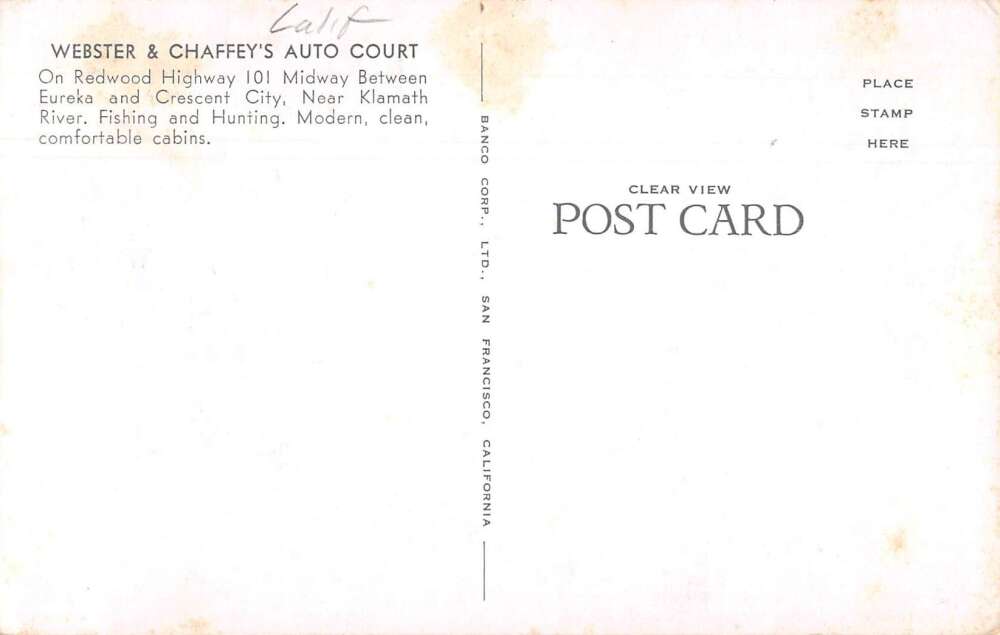 Calif
WEBSTER & CHAFFEY'S AUTO COURT
On Redwood Highway 101 Midway Between
Eureka and Crescent City, Near Klamath
River. Fishing and Hunting. Modern, clean,
comfortable cabins.
BANCO CORP., LTD., SAN FRANCISCO, CALIFORNIA
PLACE
STAMP
HERE
CLEAR VIEW
POST CARD